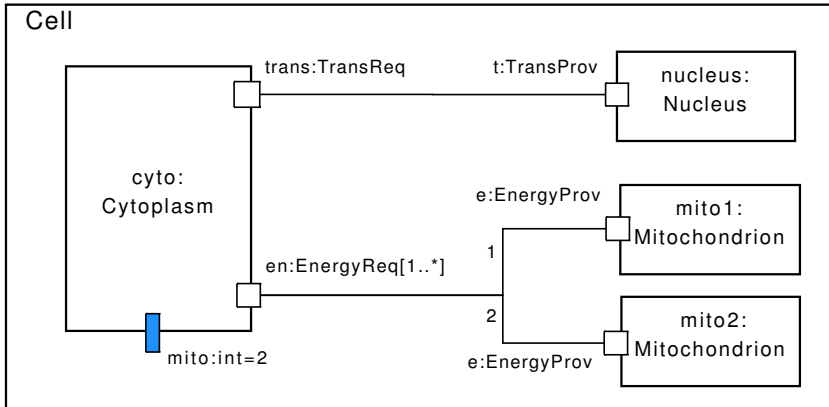 Cell
trans:TransReq
t:TransProv
nucleus:
Nucleus
cyto:
Cytoplasm
e:EnergyProv
mito1:
Mitochondrion
1
en:EnergyReq[1..*]
2
mito2:
Mitochondrion
e:EnergyProv
mito:int=2